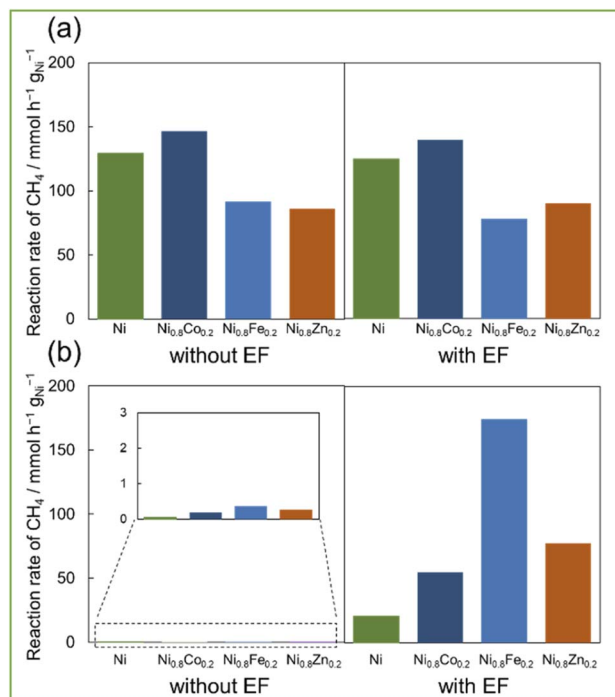 (a)
Reaction rate of CH₄ / mmol h⁻¹ g_Ni⁻¹
200
150
100
50
0
Ni Ni₀.₈Co₀.₂ Ni₀.₈Fe₀.₂ Ni₀.₈Zn₀.₂ Ni Ni₀.₈Co₀.₂ Ni₀.₈Fe₀.₂ Ni₀.₈Zn₀.₂
without EF with EF
(b)
Reaction rate of CH₄ / mmol h⁻¹ g_Ni⁻¹
200
150
100
50
0
3
2
1
0
Ni Ni₀.₈Co₀.₂ Ni₀.₈Fe₀.₂ Ni₀.₈Zn₀.₂ Ni Ni₀.₈Co₀.₂ Ni₀.₈Fe₀.₂ Ni₀.₈Zn₀.₂
without EF with EF